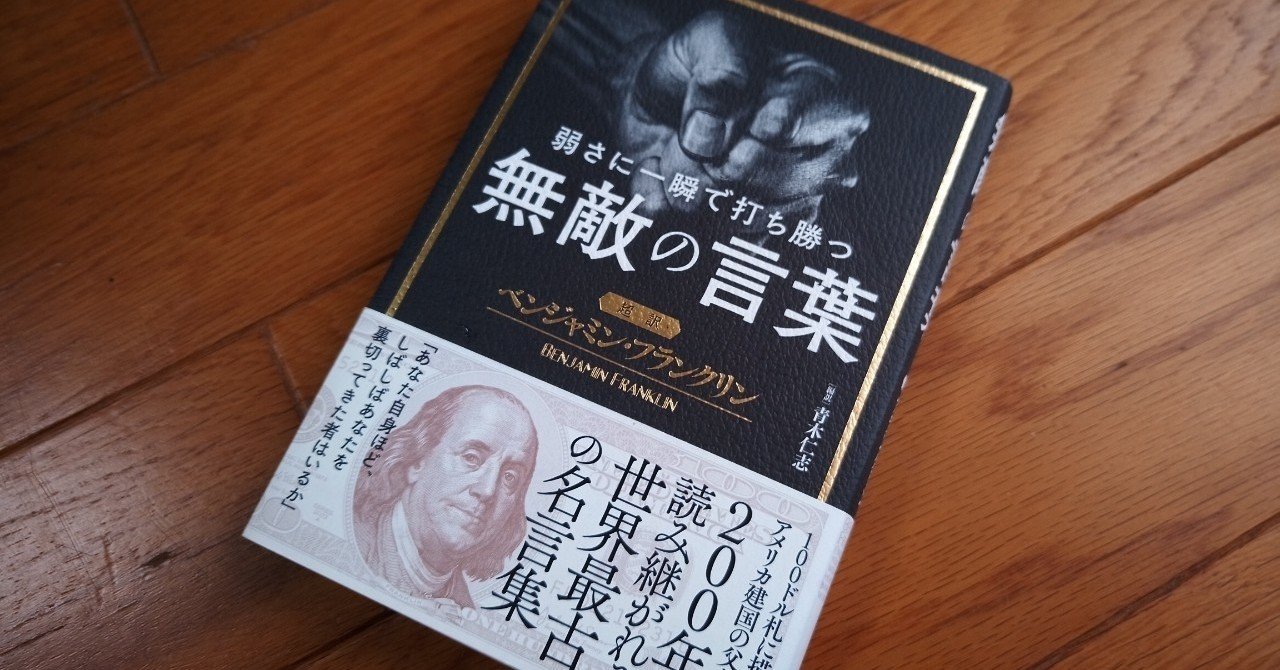 弱さに一瞬で打ち勝つ
無敵の言葉
超訳
ベンジャミン・フランクリン
BENJAMIN FRANKLIN
[編訳] 青木仁志
100ドル札に描
アメリカ建国の父
200年
読み継がれ
世界最古
の名言集
「あなた自身ほど、
しばしばあなたを
裏切ってきた者はいるか」